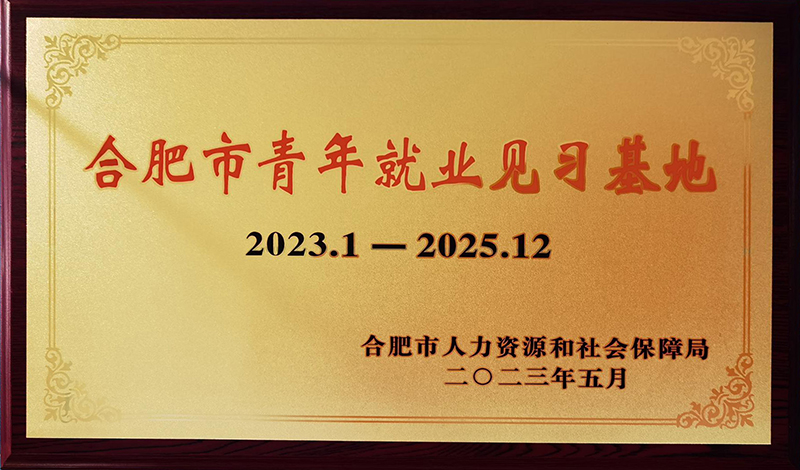 合肥市青年就业见习基地
2023.1 — 2025.12
合肥市人力资源和社会保障局
二〇二三年五月